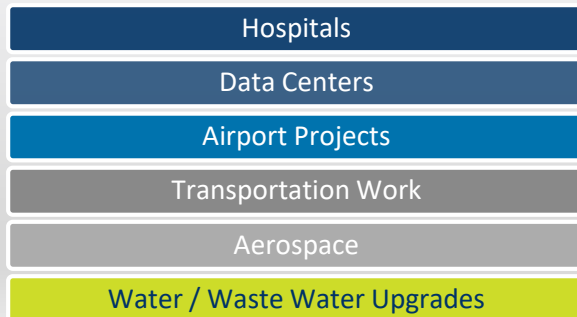 Hospitals
Data Centers
Airport Projects
Transportation Work
Aerospace
Water / Waste Water Upgrades